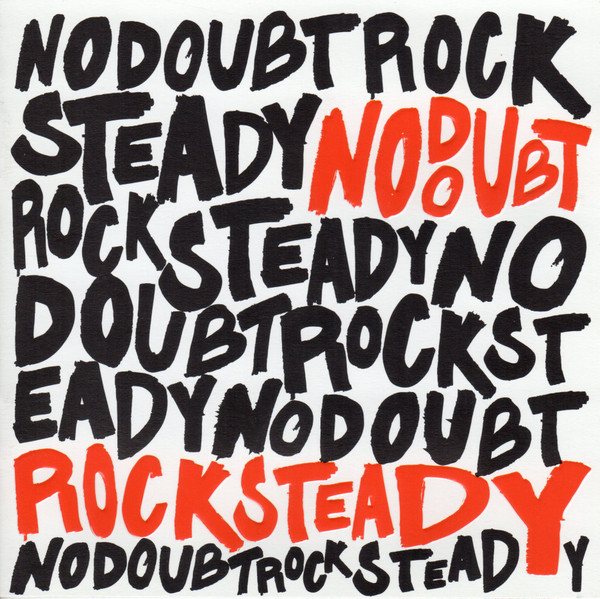 NODOUBTROCK
STEADYNODOUBT
ROCKSTEADYNO
DOUBTROCKST
EADYNODOUBT
ROCKSTEADY
NODOUBTROCKSTEADY